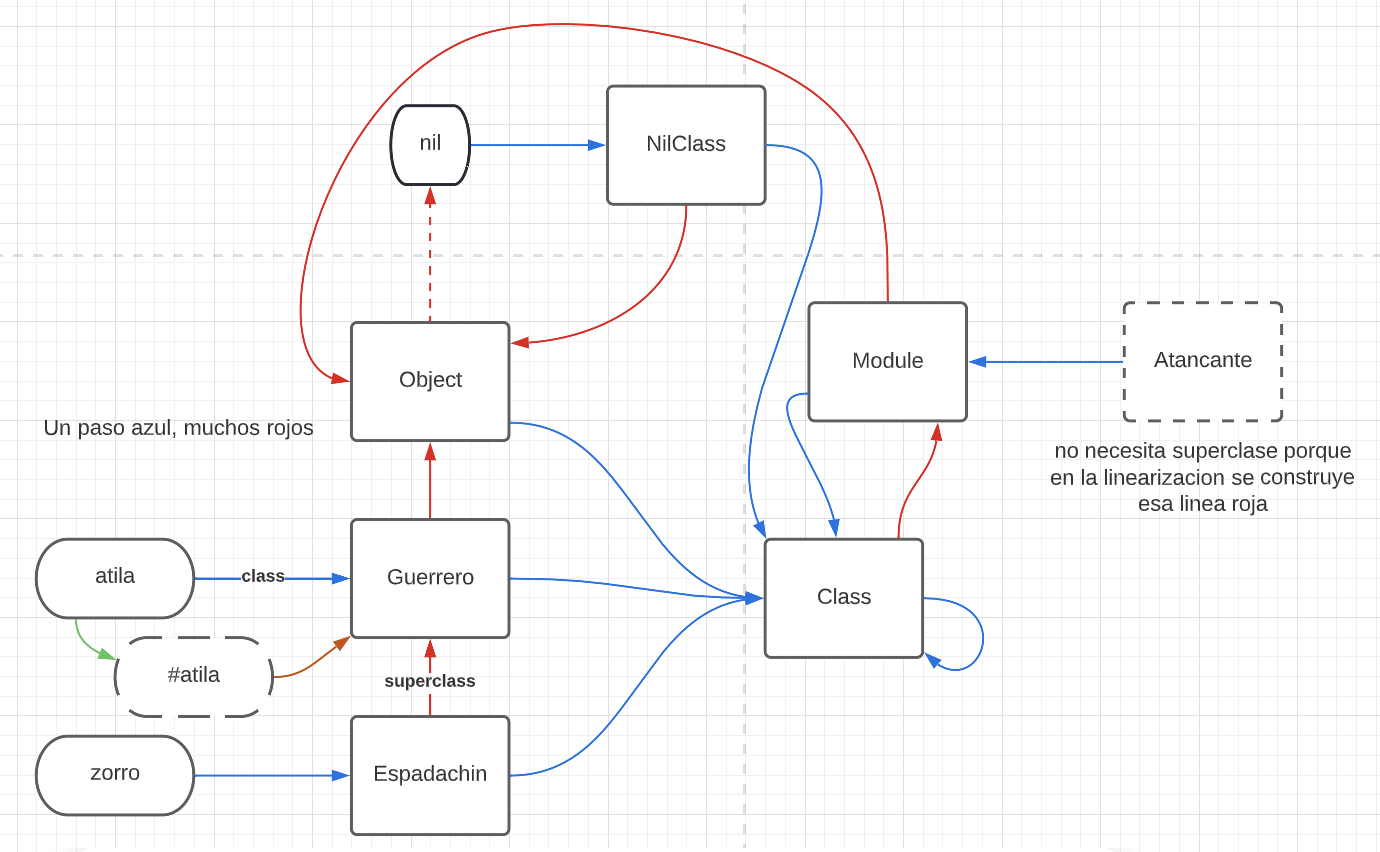 nil
NilClass
Module
Atancante
Object
Un paso azul, muchos rojos
no necesita superclase porque
en la linearizacion se construye
esa linea roja
atila
class
Guerrero
Class
#atila
superclass
zorro
Espadachin